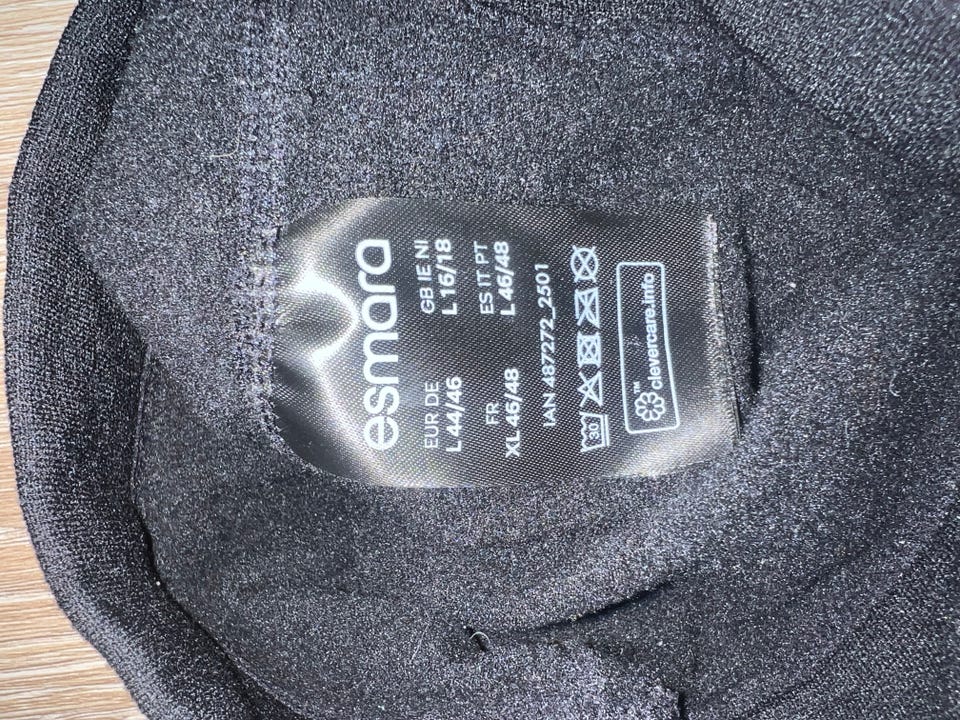 esmara
EUR DE GB IE NI
L 44/46 L 16/18
FR ES IT PT
XL 46/48 L 46/48
IAN 487272_2501
30
clevercare.info™